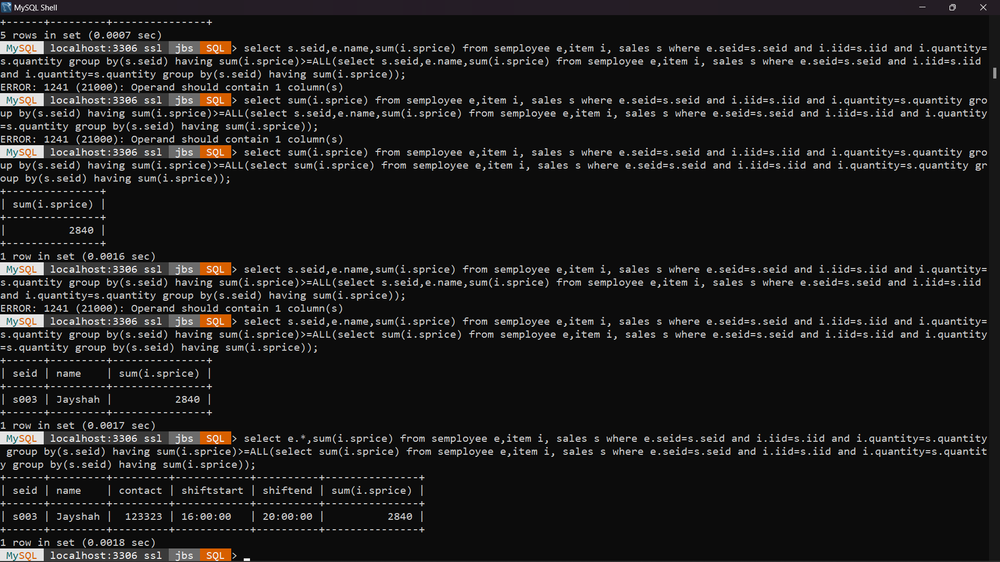 MySQL Shell
+------+---------+---------------+
5 rows in set (0.0007 sec)
MySQL localhost:3306 ssl jbs SQL > select s.seid,e.name,sum(i.sprice) from semployee e,item i, sales s where e.seid=s.seid and i.iid=s.iid and i.quantity=
s.quantity group by(s.seid) having sum(i.sprice)>=ALL(select s.seid,e.name,sum(i.sprice) from semployee e,item i, sales s where e.seid=s.seid and i.iid=s.iid
and i.quantity=s.quantity group by(s.seid) having sum(i.sprice));
ERROR: 1241 (21000): Operand should contain 1 column(s)
MySQL localhost:3306 ssl jbs SQL > select sum(i.sprice) from semployee e,item i, sales s where e.seid=s.seid and i.iid=s.iid and i.quantity=s.quantity gro
up by(s.seid) having sum(i.sprice)>=ALL(select s.seid,e.name,sum(i.sprice) from semployee e,item i, sales s where e.seid=s.seid and i.iid=s.iid and i.quantity
=s.quantity group by(s.seid) having sum(i.sprice));
ERROR: 1241 (21000): Operand should contain 1 column(s)
MySQL localhost:3306 ssl jbs SQL > select sum(i.sprice) from semployee e,item i, sales s where e.seid=s.seid and i.iid=s.iid and i.quantity=s.quantity gro
up by(s.seid) having sum(i.sprice)>=ALL(select sum(i.sprice) from semployee e,item i, sales s where e.seid=s.seid and i.iid=s.iid and i.quantity=s.quantity gr
oup by(s.seid) having sum(i.sprice));
+---------------+
| sum(i.sprice) |
+---------------+
|          2840 |
+---------------+
1 row in set (0.0016 sec)
MySQL localhost:3306 ssl jbs SQL > select s.seid,e.name,sum(i.sprice) from semployee e,item i, sales s where e.seid=s.seid and i.iid=s.iid and i.quantity=
s.quantity group by(s.seid) having sum(i.sprice)>=ALL(select s.seid,e.name,sum(i.sprice) from semployee e,item i, sales s where e.seid=s.seid and i.iid=s.iid
and i.quantity=s.quantity group by(s.seid) having sum(i.sprice));
ERROR: 1241 (21000): Operand should contain 1 column(s)
MySQL localhost:3306 ssl jbs SQL > select s.seid,e.name,sum(i.sprice) from semployee e,item i, sales s where e.seid=s.seid and i.iid=s.iid and i.quantity=
s.quantity group by(s.seid) having sum(i.sprice)>=ALL(select sum(i.sprice) from semployee e,item i, sales s where e.seid=s.seid and i.iid=s.iid and i.quantity
=s.quantity group by(s.seid) having sum(i.sprice));
+------+---------+---------------+
| seid | name    | sum(i.sprice) |
+------+---------+---------------+
| s003 | Jayshah |          2840 |
+------+---------+---------------+
1 row in set (0.0017 sec)
MySQL localhost:3306 ssl jbs SQL > select e.*,sum(i.sprice) from semployee e,item i, sales s where e.seid=s.seid and i.iid=s.iid and i.quantity=s.quantity
 group by(s.seid) having sum(i.sprice)>=ALL(select sum(i.sprice) from semployee e,item i, sales s where e.seid=s.seid and i.iid=s.iid and i.quantity=s.quantit
y group by(s.seid) having sum(i.sprice));
+------+---------+---------+------------+----------+---------------+
| seid | name    | contact | shiftstart | shiftend | sum(i.sprice) |
+------+---------+---------+------------+----------+---------------+
| s003 | Jayshah |  123323 | 16:00:00   | 20:00:00 |          2840 |
+------+---------+---------+------------+----------+---------------+
1 row in set (0.0018 sec)
MySQL localhost:3306 ssl jbs SQL > _